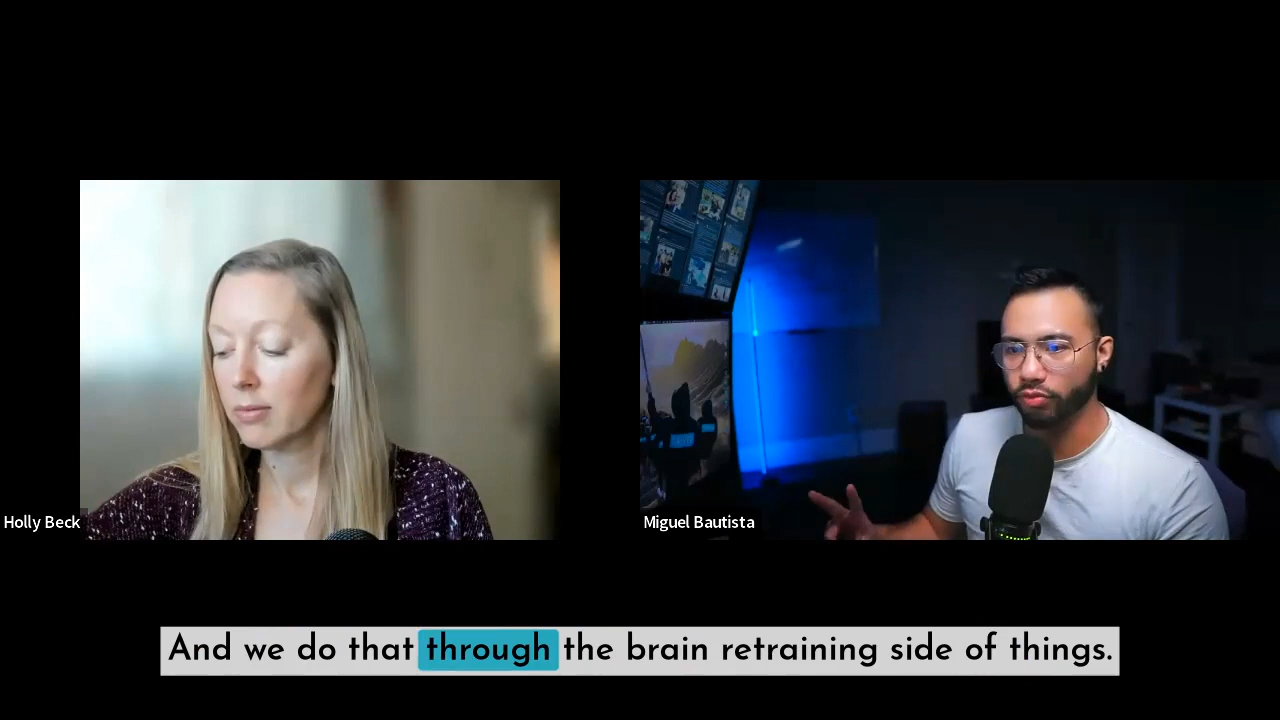 Holly Beck
Miguel Bautista
And we do that through the brain retraining side of things.